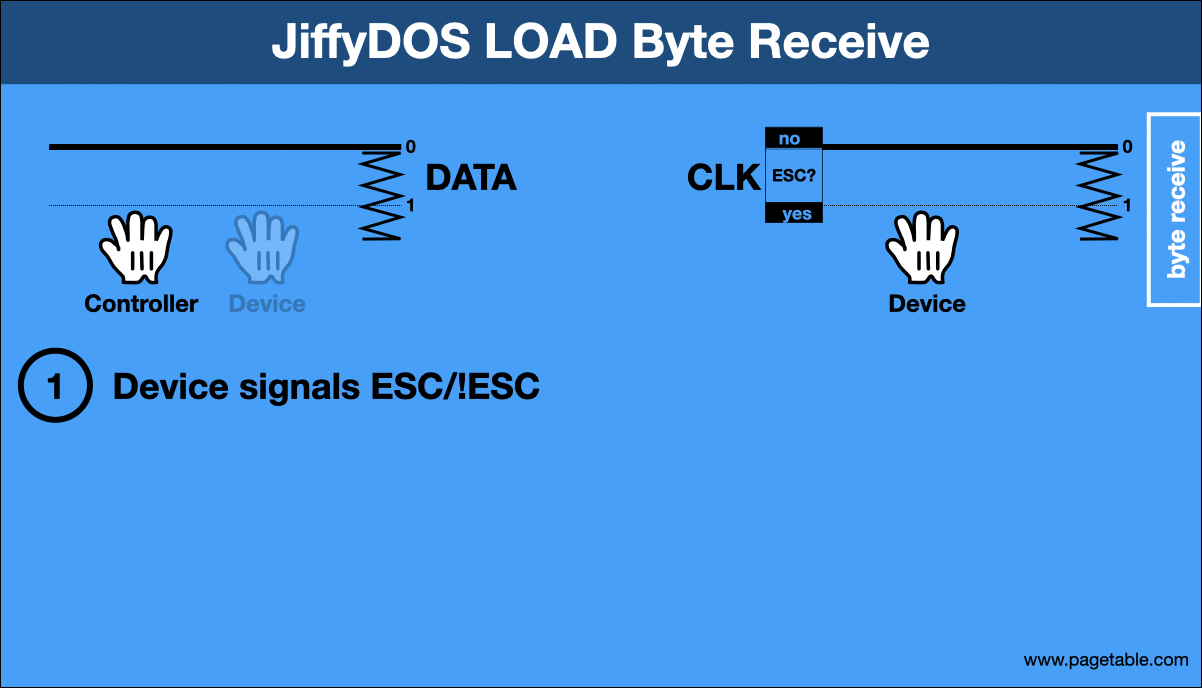 JiffyDOS LOAD Byte Receive
0
DATA
1
Controller
Device
CLK
no
ESC?
yes
0
1
Device
byte receive
1
Device signals ESC/!ESC
www.pagetable.com